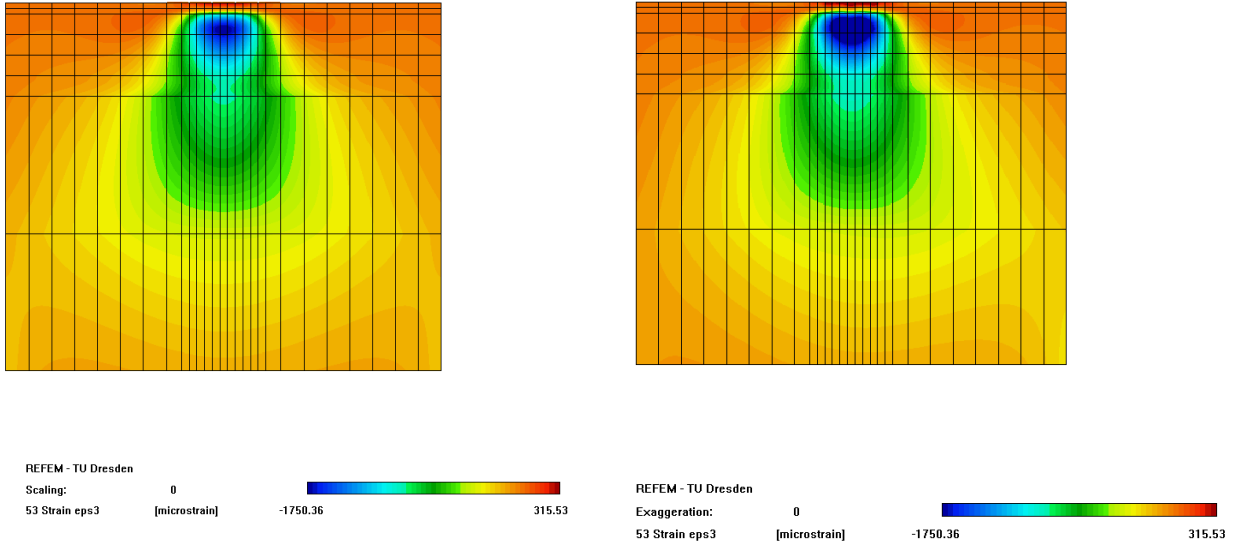 REFEM - TU Dresden
Scaling: 0
53 Strain eps3 [microstrain] -1750.36 315.53
REFEM - TU Dresden
Exaggeration: 0
53 Strain eps3 [microstrain] -1750.36 315.53